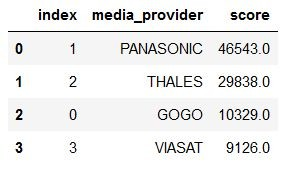 index media_provider score
0 1 PANASONIC 46543.0
1 2 THALES 29838.0
2 0 GOGO 10329.0
3 3 VIASAT 9126.0